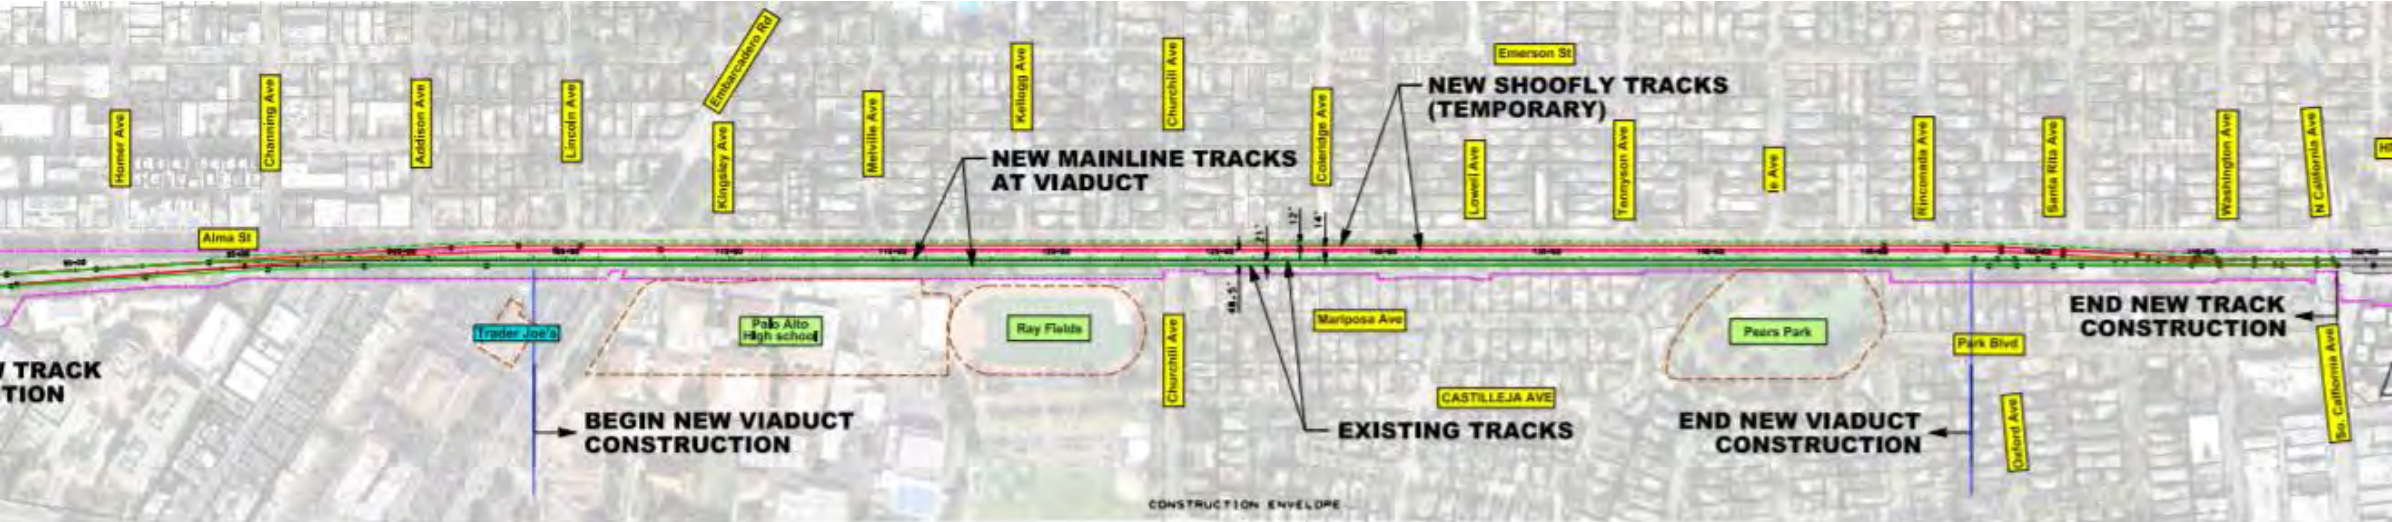 Homer Ave
Channing Ave
Addison Ave
Lincoln Ave
Embarcadero Rd
Kingsley Ave
Melville Ave
Kellogg Ave
Churchill Ave
Coleridge Ave
Emerson St
NEW SHOOFLY TRACKS
(TEMPORARY)
Lowell Ave
Tennyson Ave
le Ave
Rinconada Ave
Santa Rita Ave
Washington Ave
N California Ave
NEW MAINLINE TRACKS
AT VIADUCT
Alma St
21'
12'
14'
Trader Joe's
Palo Alto
High school
Ray Fields
Churchill Ave
Mariposa Ave
Peers Park
Park Blvd
END NEW TRACK
CONSTRUCTION
So. California Ave
TRACK
TION
BEGIN NEW VIADUCT
CONSTRUCTION
CASTILLEJA AVE
EXISTING TRACKS
END NEW VIADUCT
CONSTRUCTION
Oxford Ave
CONSTRUCTION ENVELOPE